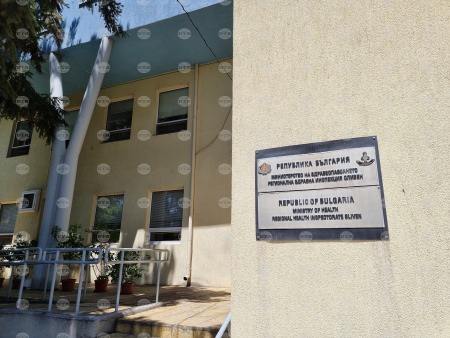 РЕПУБЛИКА БЪЛГАРИЯ
МИНИСТЕРСТВО НА ЗДРАВЕОПАЗВАНЕТО
РЕГИОНАЛНА ЗДРАВНА ИНСПЕКЦИЯ СЛИВЕН
REPUBLIC OF BULGARIA
MINISTRY OF HEALTH
REGIONAL HEALTH INSPECTORATE SLIVEN